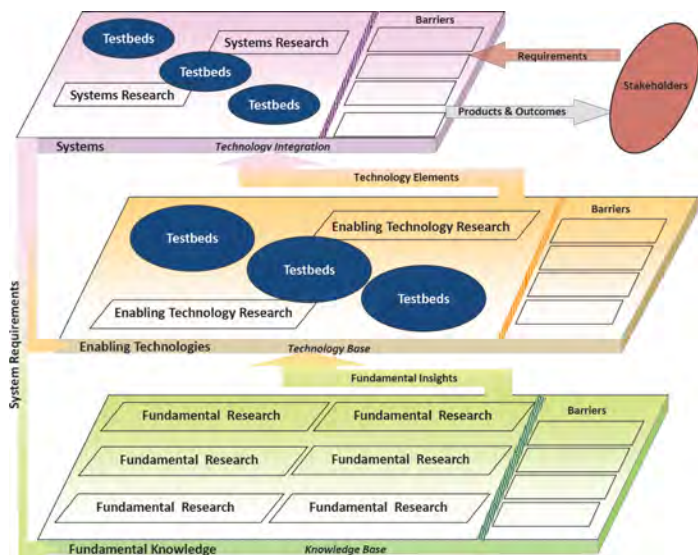 Barriers
Testbeds
Systems Research
Requirements
Testbeds
Stakeholders
Systems Research
Testbeds
Products & Outcomes
Systems
Technology Integration
Technology Elements
Barriers
Testbeds
Enabling Technology Research
Testbeds
Testbeds
Enabling Technology Research
System Requirements
Enabling Technologies
Technology Base
Fundamental Insights
Fundamental Research
Fundamental Research
Barriers
Fundamental Research
Fundamental Research
Fundamental Research
Fundamental Research
Fundamental Knowledge
Knowledge Base